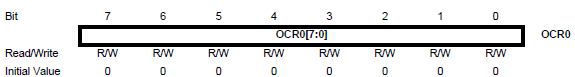 Bit 7 6 5 4 3 2 1 0
OCR0[7:0] OCR0
Read/Write R/W R/W R/W R/W R/W R/W R/W R/W
Initial Value 0 0 0 0 0 0 0 0